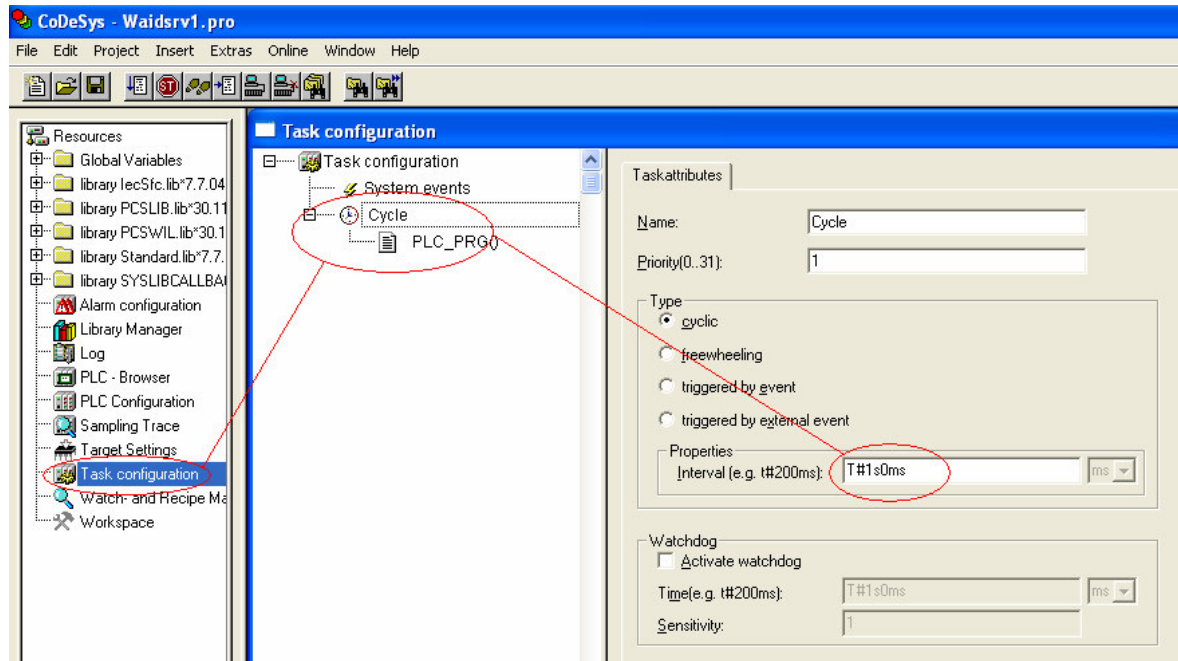 CoDeSys - Waidsrv1.pro
File Edit Project Insert Extras Online Window Help
Resources
Global Variables
library IecSfc.lib*7.7.04
library PCSLIB.lib*30.11
library PCSWIL.lib*30.1
library Standard.lib*7.7.
library SYSLIBCALLBA
Alarm configuration
Library Manager
Log
PLC - Browser
PLC Configuration
Sampling Trace
Target Settings
Task configuration
Watch- and Recipe Ma
Workspace
Task configuration
Task configuration
System events
Cycle
PLC_PRG()
Taskattributes
Name: Cycle
Priority(0..31): 1
Type
cyclic
freewheeling
triggered by event
triggered by external event
Properties
Interval (e.g. t#200ms): T#1s0ms ms
Watchdog
Activate watchdog
Time(e.g. t#200ms): T#1s0ms ms
Sensitivity: 1